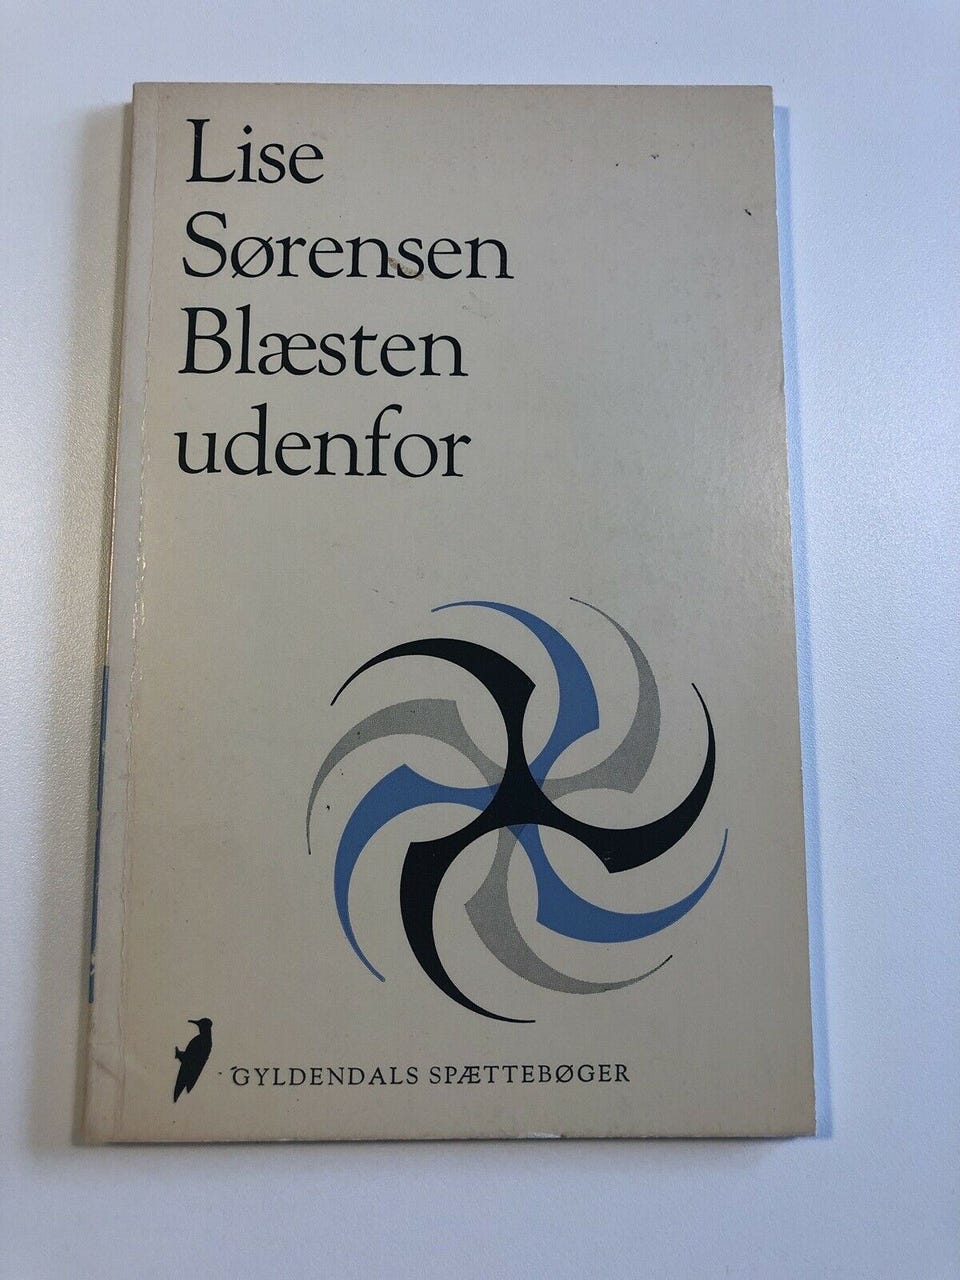 Lise
Sørensen
Blæsten
udenfor
GYLDENDALS SPÆTTEBØGER